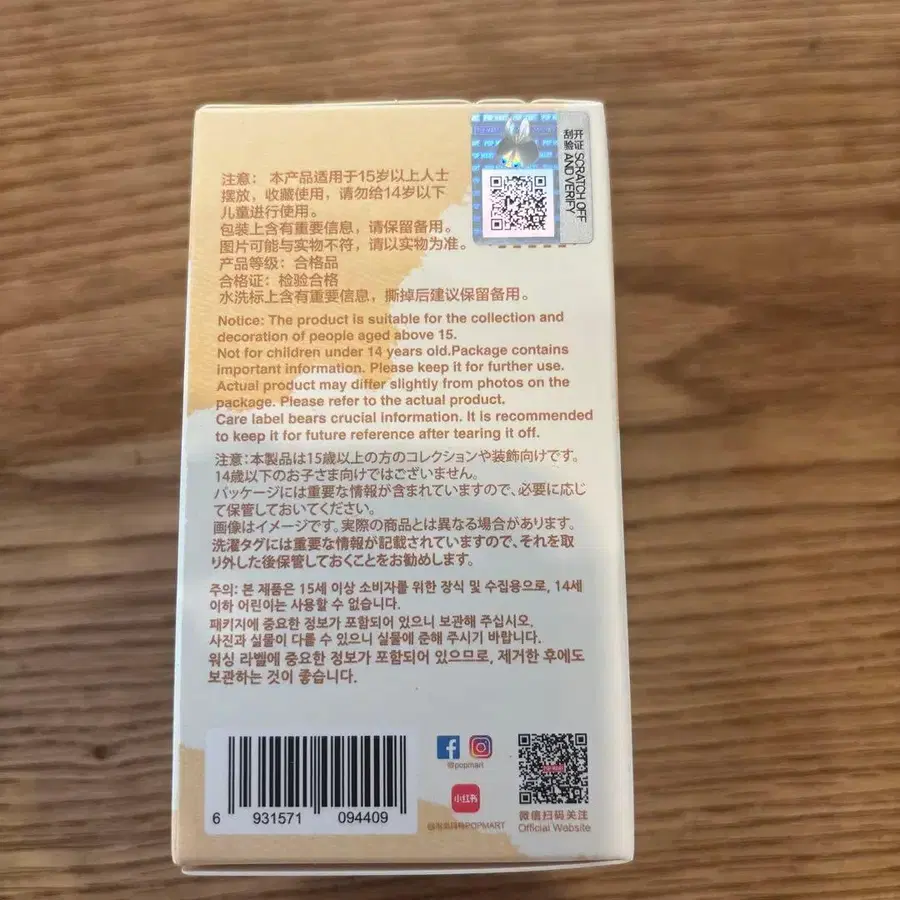 注意： 本产品适用于15岁以上人士
摆放，收藏使用，请勿给14岁以下
儿童进行使用。
包装上含有重要信息，请保留备用。
图片可能与实物不符，请以实物为准。
产品等级：合格品
合格证：检验合格
水洗标上含有重要信息，撕掉后建议保留备用。
刮开
验证
SCRATCH OFF
AND VERIFY
Notice: The product is suitable for the collection and
decoration of people aged above 15.
Not for children under 14 years old.Package contains
important information. Please keep it for further use.
Actual product may differ slightly from photos on the
package. Please refer to the actual product.
Care label bears crucial information. It is recommended
to keep it for future reference after tearing it off.
注意：本製品は15歳以上の方のコレクションや装飾向けです。
14歳以下のお子さま向けではございません。
パッケージには重要な情報が含まれていますので、必要に応じ
て保管しておいてください。
画像はイメージです。実際の商品とは異なる場合があります。
洗濯タグには重要な情報が記載されていますので、それを取
り外した後保管しておくことをお勧めします。
주의: 본 제품은 15세 이상 소비자를 위한 장식 및 수집용으로, 14세
이하 어린이는 사용할 수 없습니다.
패키지에 중요한 정보가 포함되어 있으니 보관해 주십시오.
사진과 실물이 다를 수 있으니 실물에 준해 주시기 바랍니다.
워싱 라벨에 중요한 정보가 포함되어 있으므로, 제거한 후에도
보관하는 것이 좋습니다.
6 931571 094409
@popmart
小红书
POPMART
微信扫码关注
Official Website